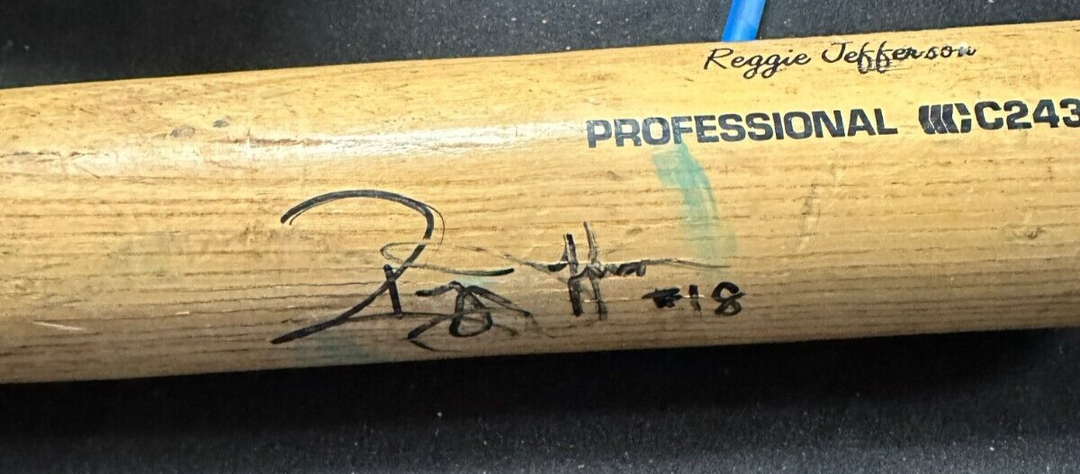 Reggie Jefferson
PROFESSIONAL C243
#18